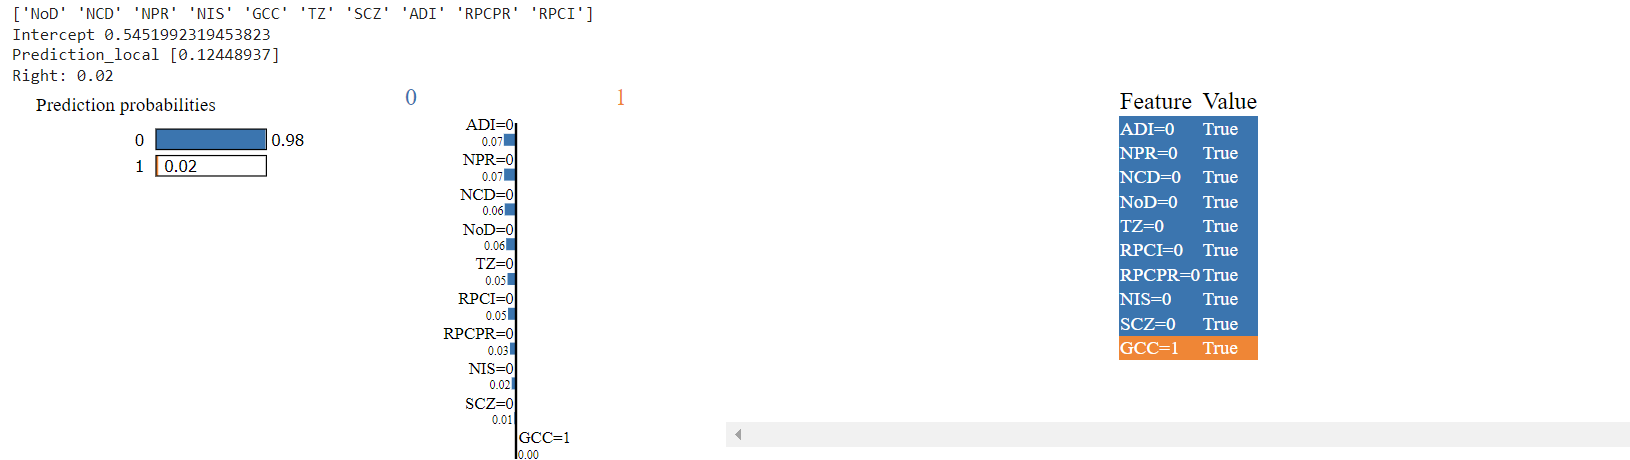 ['NoD' 'NCD' 'NPR' 'NIS' 'GCC' 'TZ' 'SCZ' 'ADI' 'RPCPR' 'RPCI']
Intercept 0.5451992319453823
Prediction_local [0.12448937]
Right: 0.02
Prediction probabilities
0 0.98
1 0.02
0 1
ADI=0
0.07
NPR=0
0.07
NCD=0
0.06
NoD=0
0.06
TZ=0
0.05
RPCI=0
0.05
RPCPR=0
0.03
NIS=0
0.02
SCZ=0
0.01
GCC=1
0.00
Feature Value
ADI=0 True
NPR=0 True
NCD=0 True
NoD=0 True
TZ=0 True
RPCI=0 True
RPCPR=0 True
NIS=0 True
SCZ=0 True
GCC=1 True